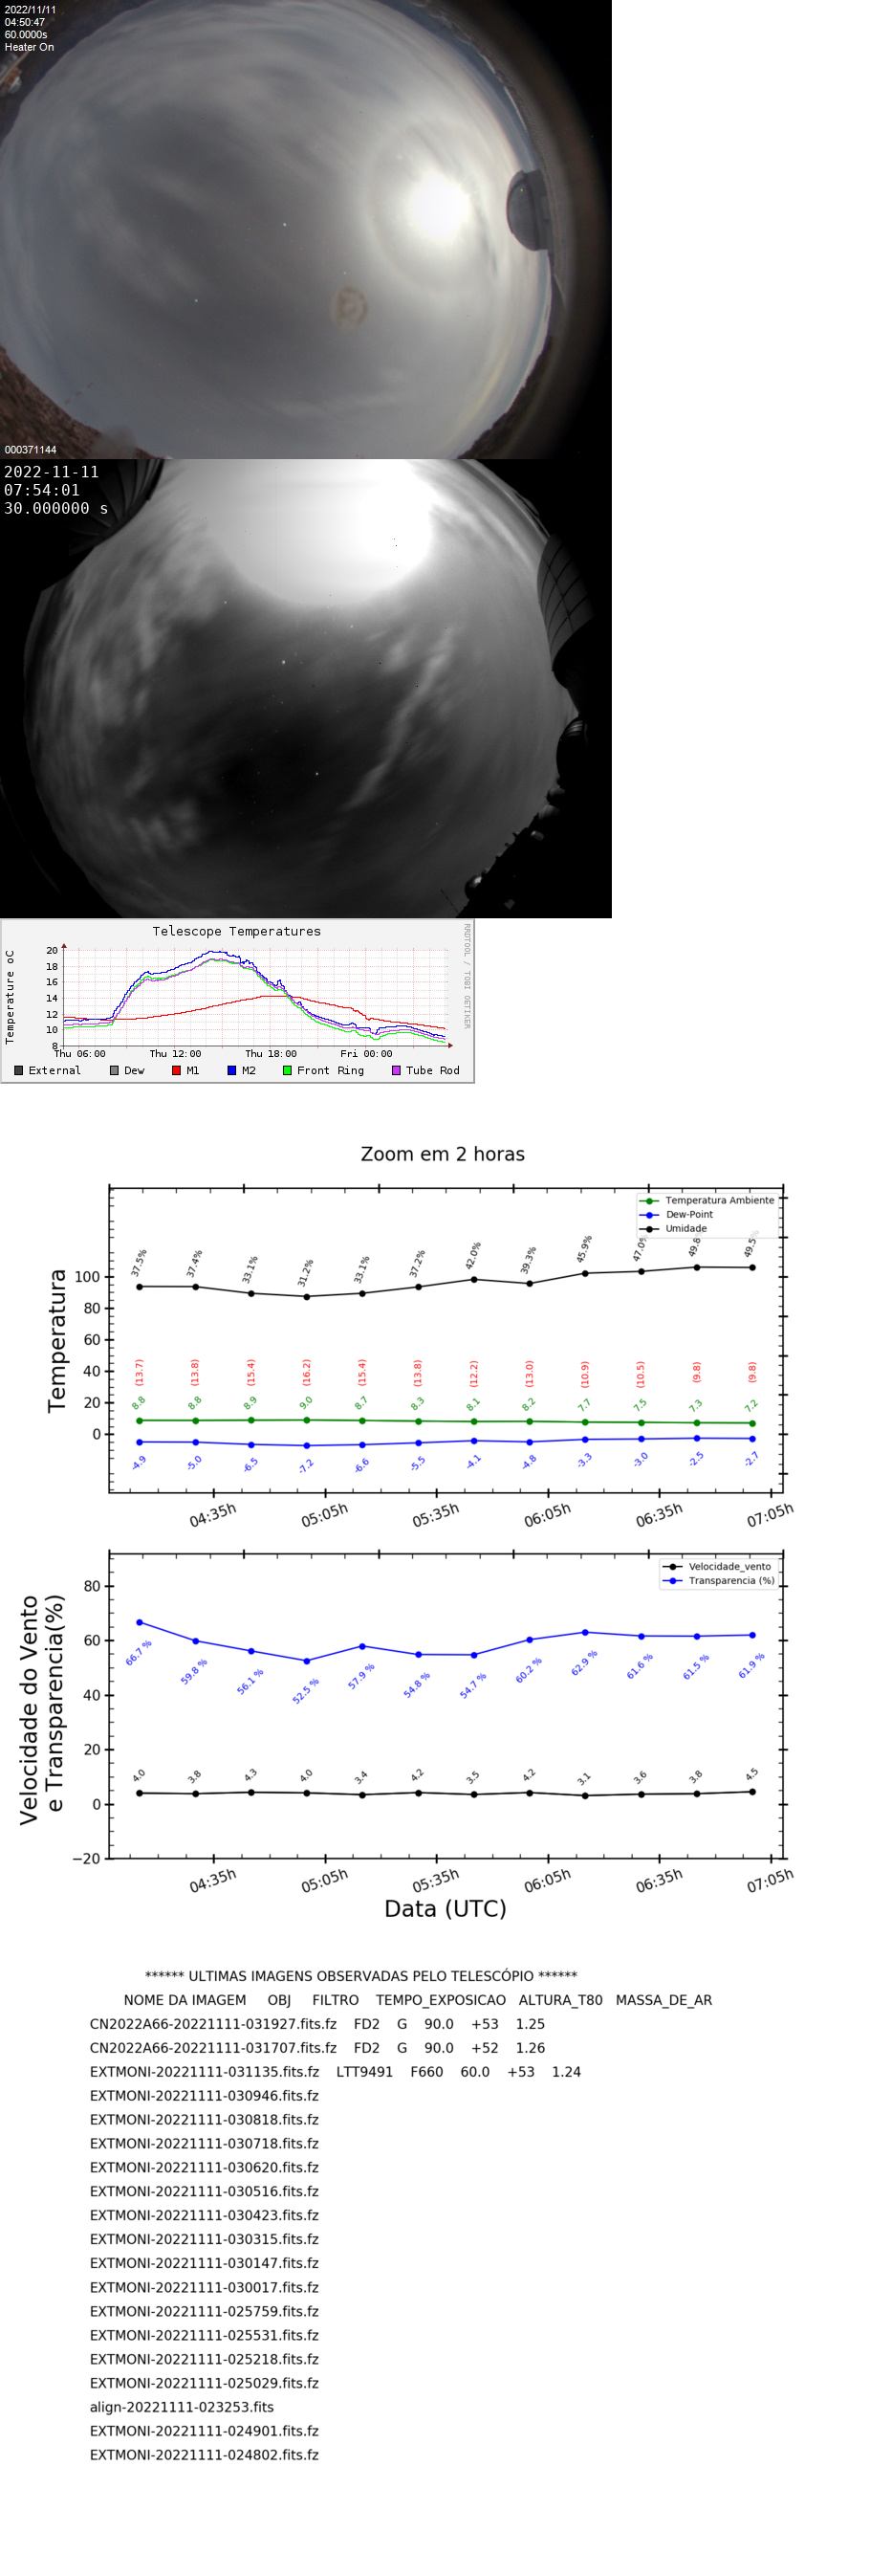 2022/11/11
04:50:47
60.0000s
Heater On
000371144
2022-11-11
07:54:01
30.000000 s
Telescope Temperatures
RRDTOOL / TOBI OETIKER
Temperature oC
20
18
16
14
12
10
8
Thu 06:00 Thu 12:00 Thu 18:00 Fri 00:00
External Dew M1 M2 Front Ring Tube Rod
Zoom em 2 horas
Temperatura Ambiente
Dew-Point
Umidade
Temperatura
100
80
60
40
20
0
37.5% 37.4% 33.1% 31.2% 33.1% 37.2% 42.0% 39.3% 45.9% 47.0% 49.8% 49.5%
(13.7) (13.8) (15.4) (16.2) (15.4) (13.8) (12.2) (13.0) (10.9) (10.5) (9.8) (9.8)
8.8 8.8 8.9 9.0 8.7 8.3 8.1 8.2 7.7 7.5 7.3 7.2
-4.9 -5.0 -6.5 -7.2 -6.6 -5.5 -4.1 -4.8 -3.3 -3.0 -2.5 -2.7
04:35h 05:05h 05:35h 06:05h 06:35h 07:05h
Velocidade_vento
Transparencia (%)
Velocidade do Vento
e Transparencia(%)
80
60
40
20
0
−20
66.7 % 59.8 % 56.1 % 52.5 % 57.9 % 54.8 % 54.7 % 60.2 % 62.9 % 61.6 % 61.5 % 61.9 %
4.0 3.8 4.3 4.0 3.4 4.2 3.5 4.2 3.1 3.6 3.8 4.5
04:35h 05:05h 05:35h 06:05h 06:35h 07:05h
Data (UTC)
****** ULTIMAS IMAGENS OBSERVADAS PELO TELESCÓPIO ******
NOME DA IMAGEM OBJ FILTRO TEMPO_EXPOSICAO ALTURA_T80 MASSA_DE_AR
CN2022A66-20221111-031927.fits.fz FD2 G 90.0 +53 1.25
CN2022A66-20221111-031707.fits.fz FD2 G 90.0 +52 1.26
EXTMONI-20221111-031135.fits.fz LTT9491 F660 60.0 +53 1.24
EXTMONI-20221111-030946.fits.fz
EXTMONI-20221111-030818.fits.fz
EXTMONI-20221111-030718.fits.fz
EXTMONI-20221111-030620.fits.fz
EXTMONI-20221111-030516.fits.fz
EXTMONI-20221111-030423.fits.fz
EXTMONI-20221111-030315.fits.fz
EXTMONI-20221111-030147.fits.fz
EXTMONI-20221111-030017.fits.fz
EXTMONI-20221111-025759.fits.fz
EXTMONI-20221111-025531.fits.fz
EXTMONI-20221111-025218.fits.fz
EXTMONI-20221111-025029.fits.fz
align-20221111-023253.fits
EXTMONI-20221111-024901.fits.fz
EXTMONI-20221111-024802.fits.fz